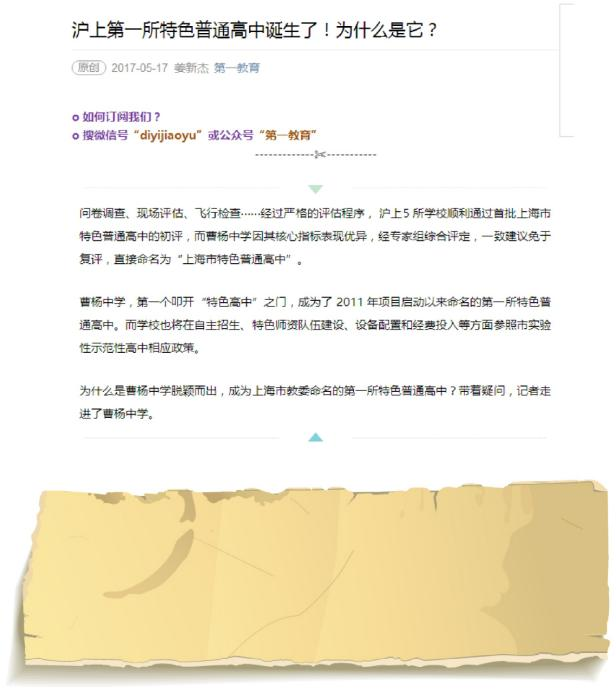 沪上第一所特色普通高中诞生了！为什么是它？
原创 2017-05-17 姜新杰 第一教育
如何订阅我们？
搜微信号“diyijiaoyu”或公众号“第一教育”
问卷调查、现场评估、飞行检查……经过严格的评估程序， 沪上5 所学校顺利通过首批上海市
特色普通高中的初评，而曹杨中学因其核心指标表现优异，经专家组综合评定，一致建议免于
复评，直接命名为“上海市特色普通高中”。
曹杨中学，第一个叩开“特色高中”之门，成为了 2011 年项目启动以来命名的第一所特色普
通高中。而学校也将在自主招生、特色师资队伍建设、设备配置和经费投入等方面参照市实验
性示范性高中相应政策。
为什么是曹杨中学脱颖而出，成为上海市教委命名的第一所特色普通高中？带着疑问，记者走
进了曹杨中学。